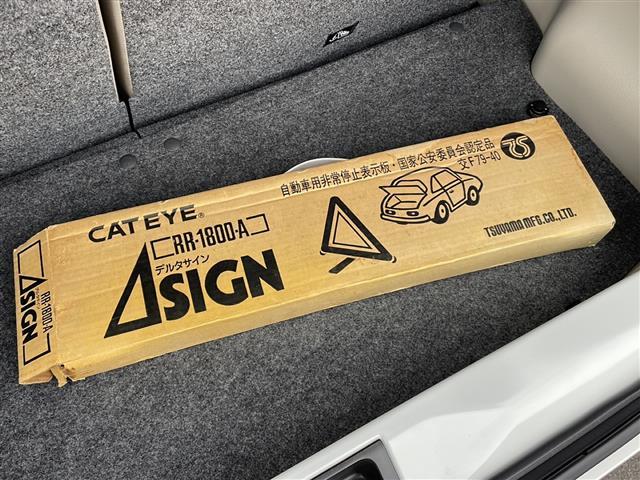 CATEYE®
RR-1800-A
デルタサイン
SIGN
自動車用非常停止表示板・国家公安委員会認定品
交F79-40
TSUYAMA MFG.CO.,LTD.
RR-1800-A
SIGN